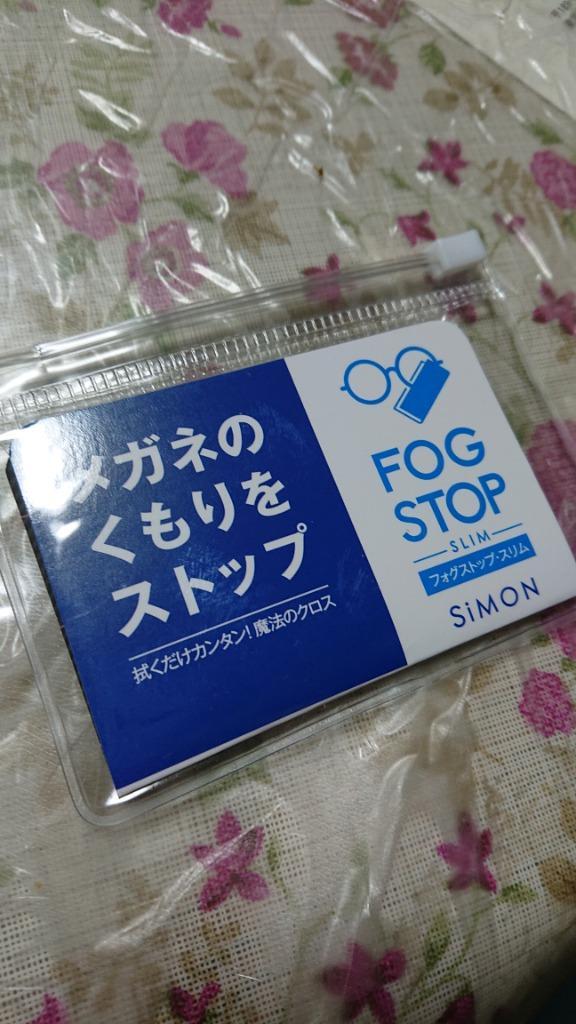 メガネの
くもりを
ストップ
拭くだけカンタン! 魔法のクロス
FOG
STOP
SLIM
フォグストップ・スリム
SiMON